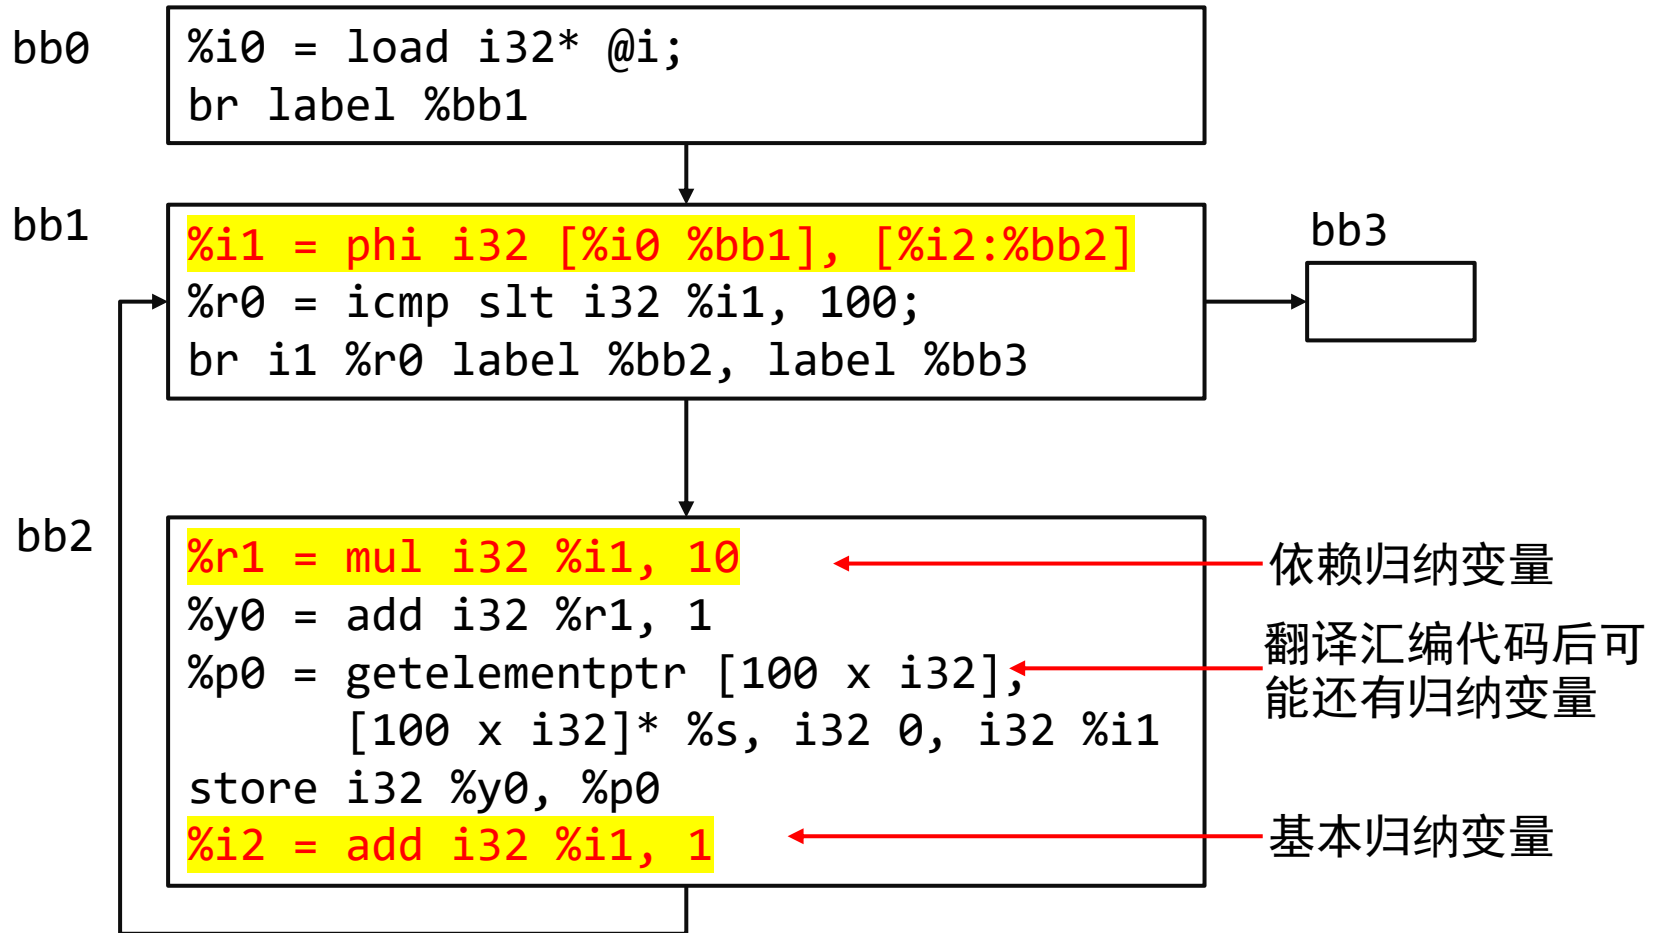 bb0
%i0 = load i32* @i;
br label %bb1
bb1
%i1 = phi i32 [%i0 %bb1], [%i2:%bb2]
%r0 = icmp slt i32 %i1, 100;
br i1 %r0 label %bb2, label %bb3
bb3
bb2
%r1 = mul i32 %i1, 10
%y0 = add i32 %r1, 1
%p0 = getelementptr [100 x i32],
[100 x i32]* %s, i32 0, i32 %i1
store i32 %y0, %p0
%i2 = add i32 %i1, 1
依赖归纳变量
翻译汇编代码后可
能还有归纳变量
基本归纳变量